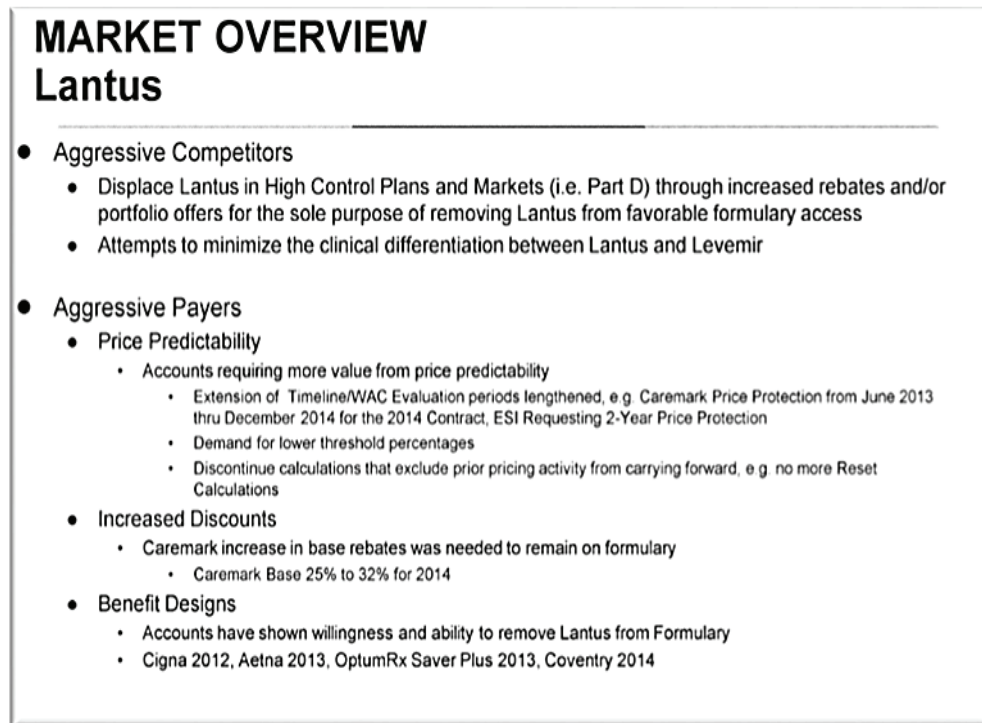 MARKET OVERVIEW
Lantus
● Aggressive Competitors
● Displace Lantus in High Control Plans and Markets (i.e. Part D) through increased rebates and/or
portfolio offers for the sole purpose of removing Lantus from favorable formulary access
● Attempts to minimize the clinical differentiation between Lantus and Levemir
● Aggressive Payers
● Price Predictability
• Accounts requiring more value from price predictability
• Extension of Timeline/WAC Evaluation periods lengthened, e.g. Caremark Price Protection from June 2013
thru December 2014 for the 2014 Contract, ESI Requesting 2-Year Price Protection
• Demand for lower threshold percentages
• Discontinue calculations that exclude prior pricing activity from carrying forward, e g. no more Reset
Calculations
● Increased Discounts
• Caremark increase in base rebates was needed to remain on formulary
• Caremark Base 25% to 32% for 2014
● Benefit Designs
• Accounts have shown willingness and ability to remove Lantus from Formulary
• Cigna 2012, Aetna 2013, OptumRx Saver Plus 2013, Coventry 2014